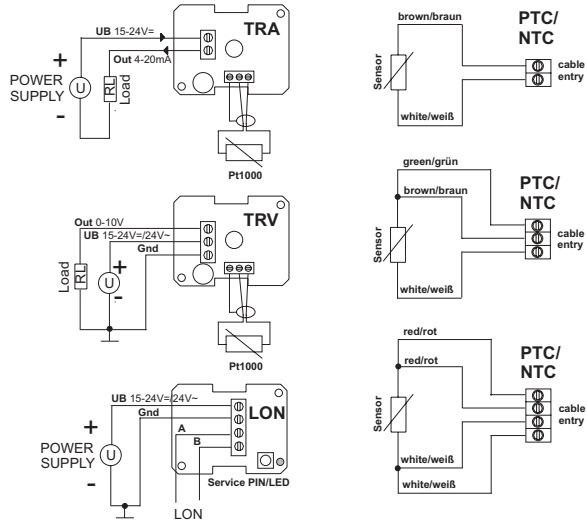 UB 15-24V=
TRA
Out 4-20mA
+
POWER
SUPPLY
-
U
RL
Load
Pt1000
brown/braun
PTC/
NTC
Sensor
cable
entry
white/weiß
Out 0-10V
UB 15-24V=/24V~
Gnd
TRV
Load
RL
+
U
-
Pt1000
green/grün
brown/braun
PTC/
NTC
Sensor
cable
entry
white/weiß
UB 15-24V=/24V~
Gnd
LON
A
B
+
POWER
SUPPLY
-
U
Service PIN/LED
LON
red/rot
red/rot
PTC/
NTC
Sensor
cable
entry
white/weiß
white/weiß